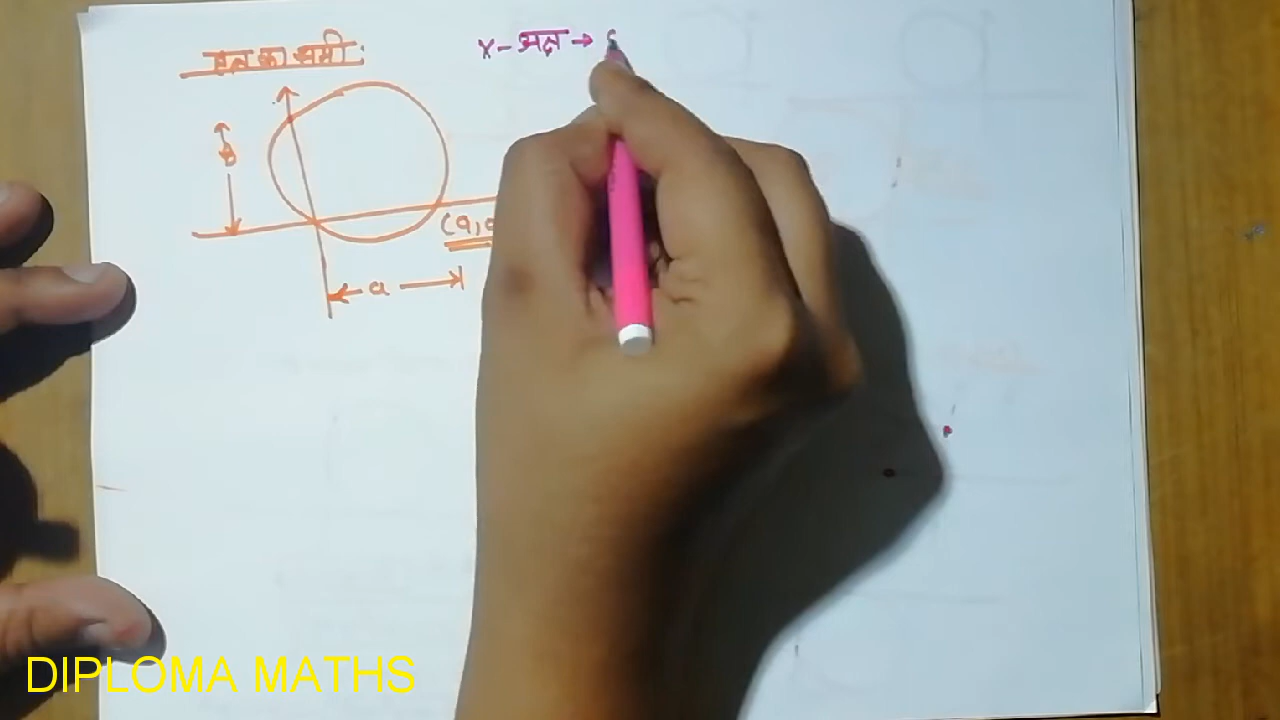 वृत्त का समी :
x - अक्ष →
b
(a,
a
DIPLOMA MATHS